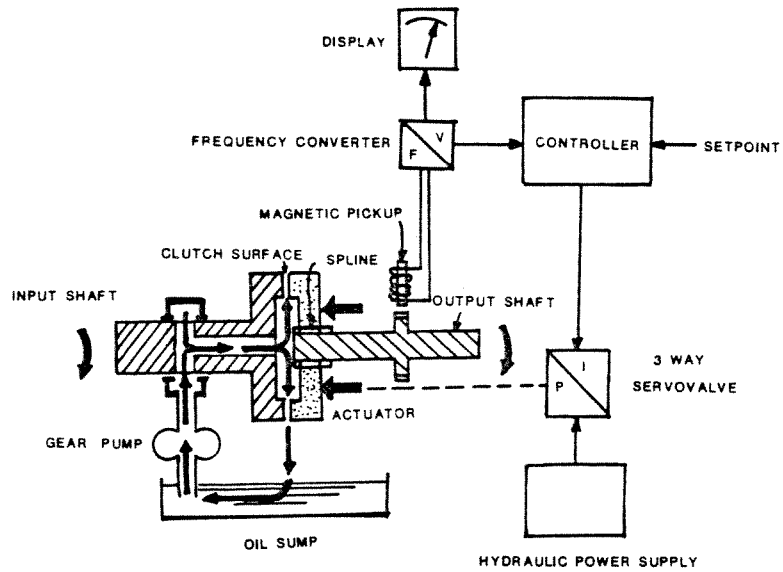 DISPLAY
FREQUENCY CONVERTER
V
F
CONTROLLER
SETPOINT
MAGNETIC PICKUP
CLUTCH SURFACE
SPLINE
INPUT SHAFT
OUTPUT SHAFT
I
P
3 WAY
SERVOVALVE
ACTUATOR
GEAR PUMP
OIL SUMP
HYDRAULIC POWER SUPPLY